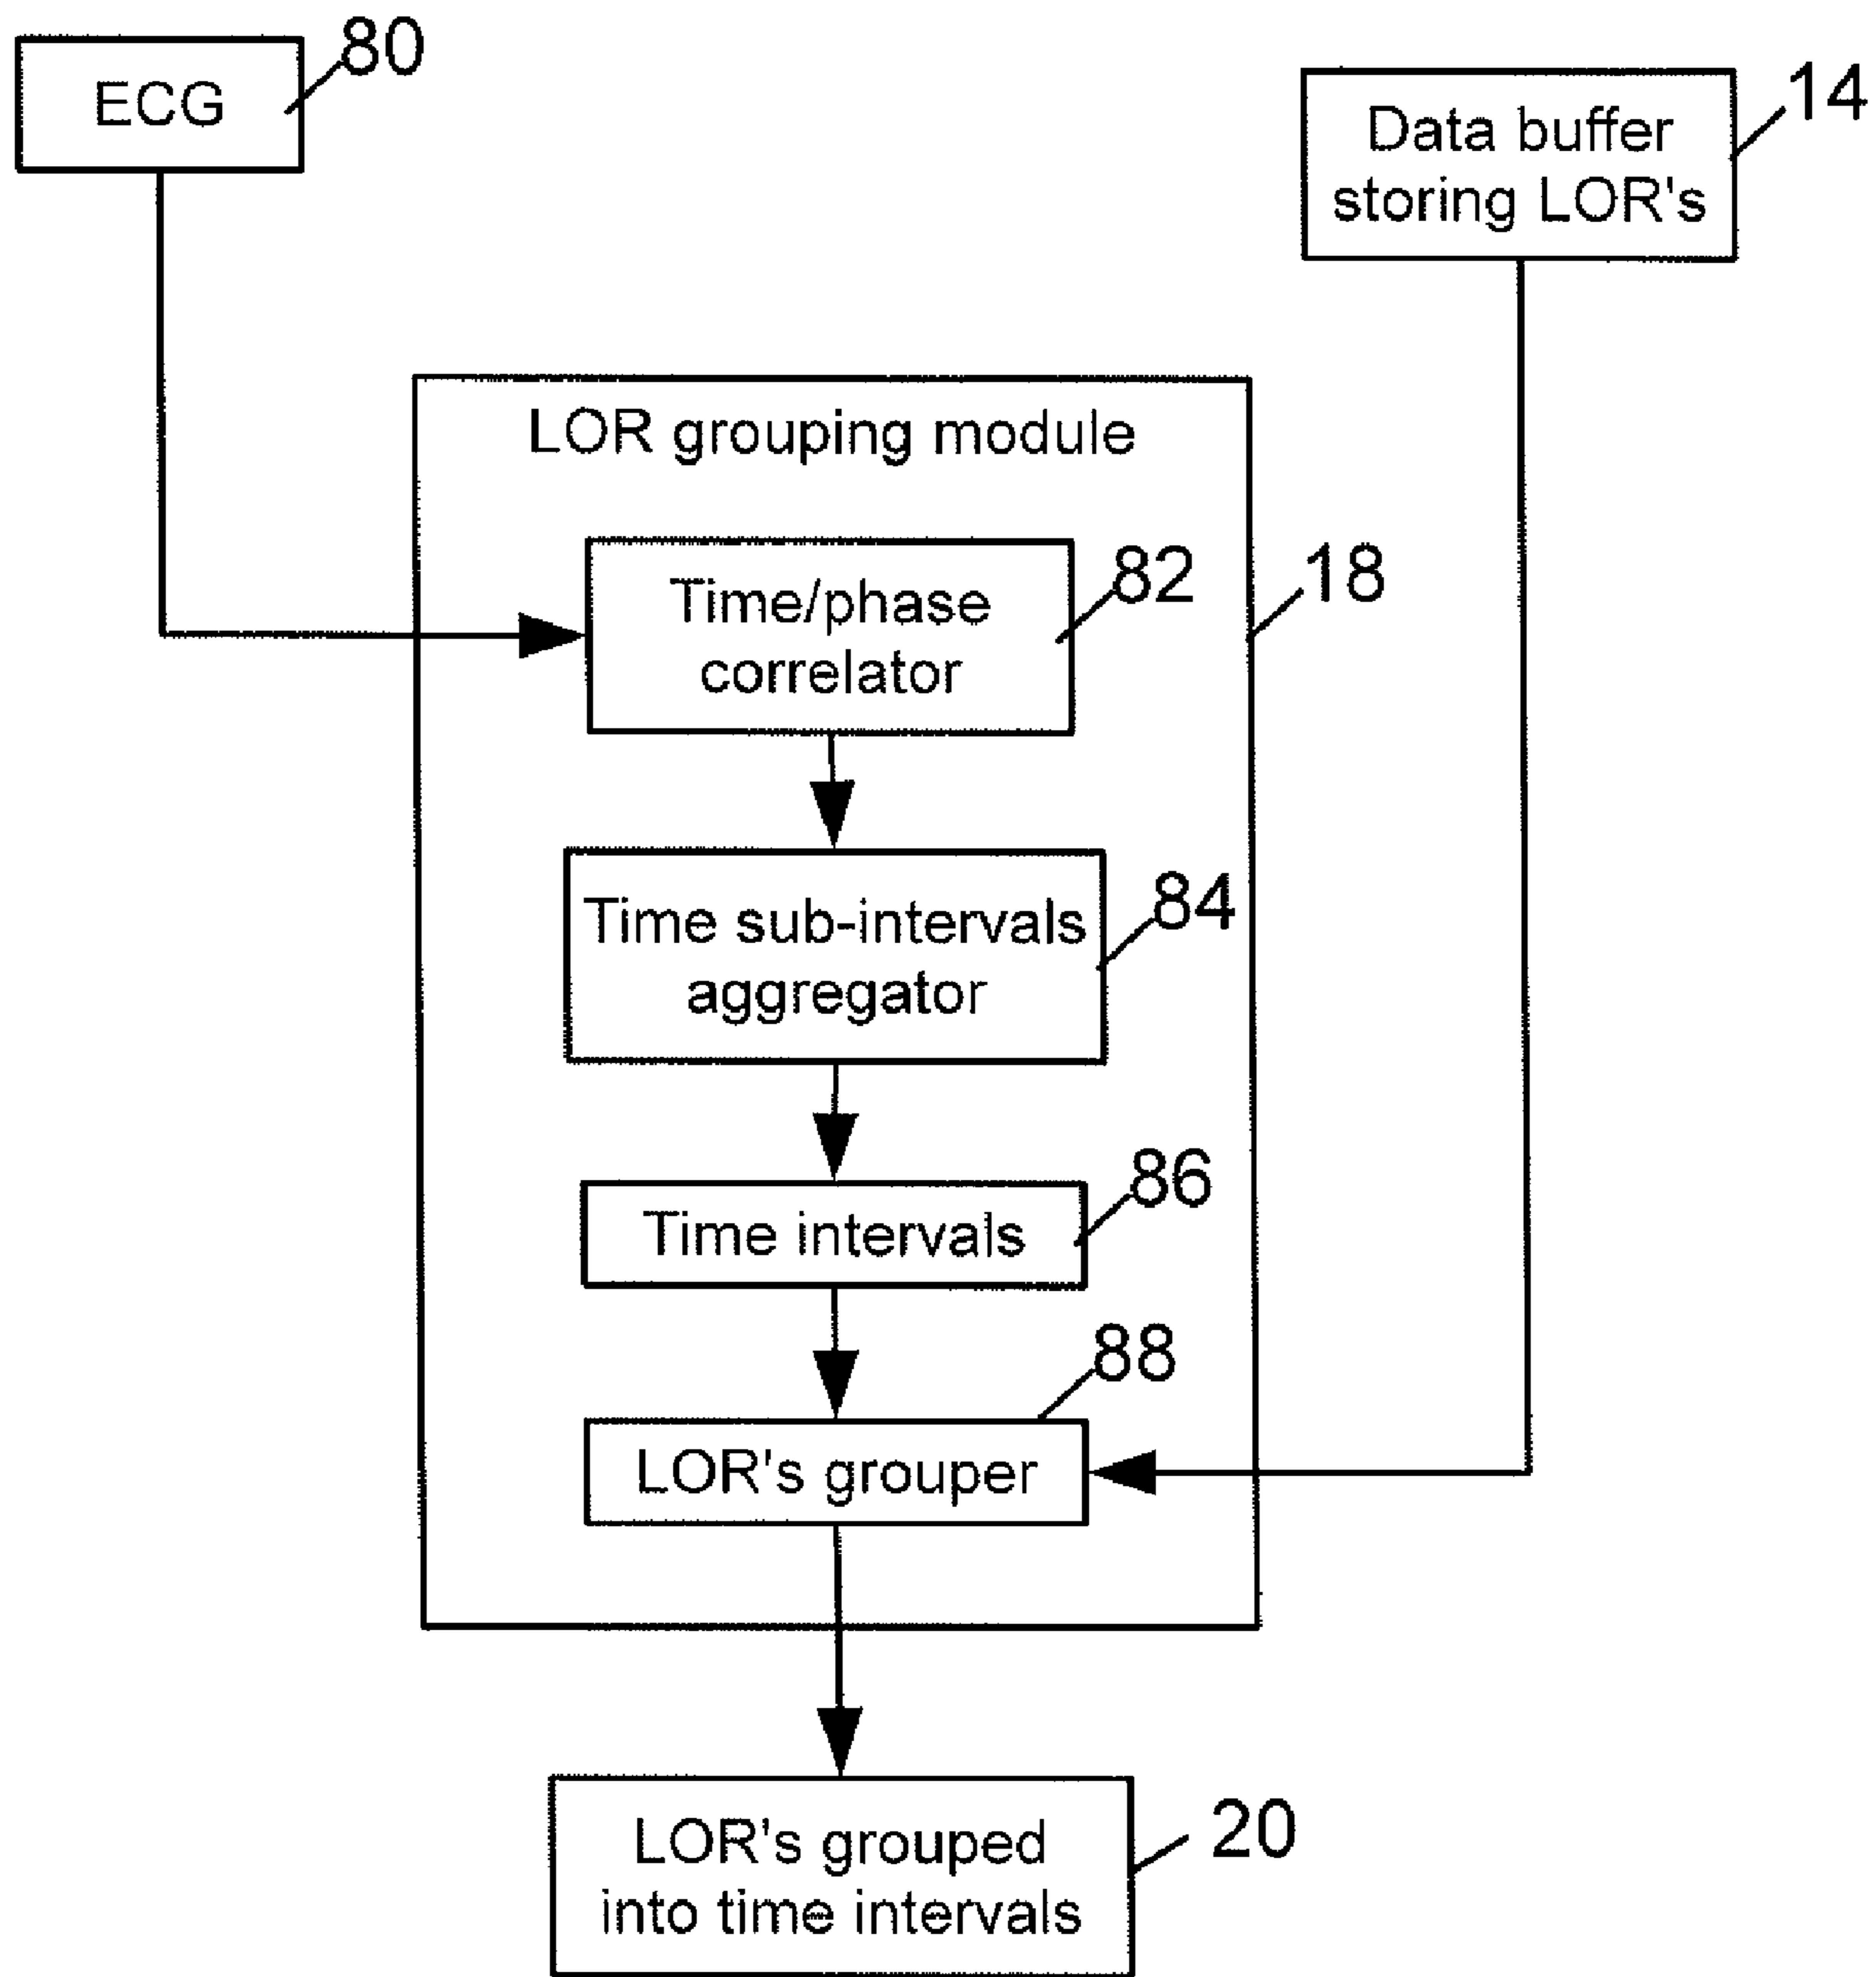 80
ECG
14
Data buffer
storing LOR's
LOR grouping module
82
18
Time/phase
correlator
84
Time sub-intervals
aggregator
86
Time intervals
88
LOR's grouper
20
LOR's grouped
into time intervals